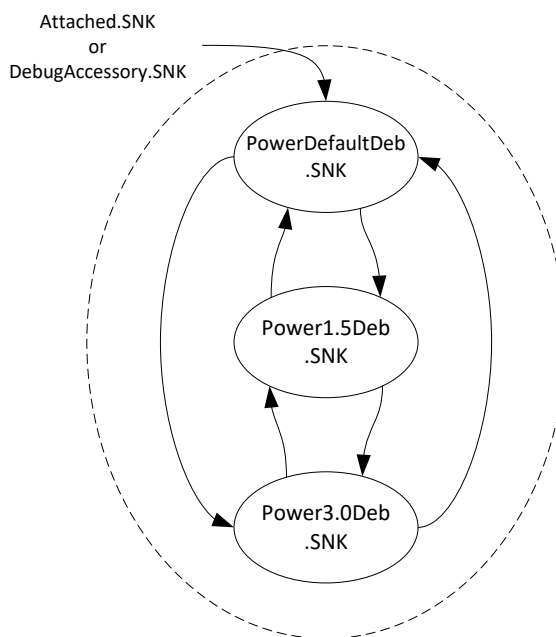 Attached.SNK
or
DebugAccessory.SNK
PowerDefaultDeb
.SNK
Power1.5Deb
.SNK
Power3.0Deb
.SNK